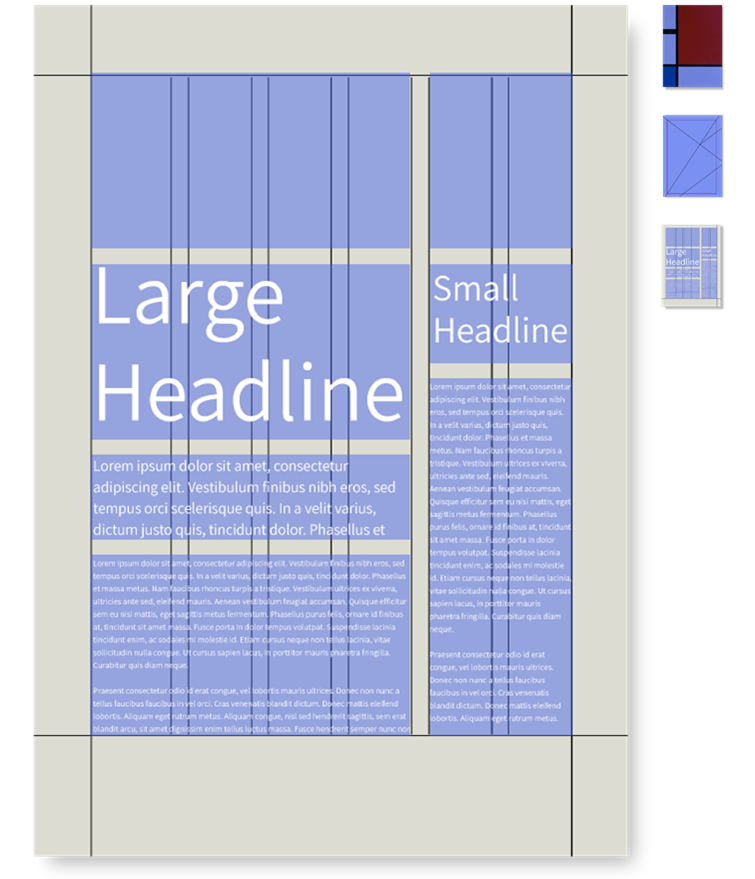 Large
Headline
Lorem ipsum dolor sit amet, consectetur
adipiscing elit. Vestibulum finibus nibh eros, sed
tempus orci scelerisque quis. In a velit varius,
dictum justo quis, tincidunt dolor. Phasellus et
Lorem ipsum dolor sit amet, consectetur adipiscing elit. Vestibulum finibus nibh eros, sed
tempus orci scelerisque quis. In a velit varius, dictum justo quis, tincidunt dolor. Phasellus
et massa metus. Nam faucibus rhoncus turpis a tristique. Vestibulum ultrices ex viverra,
ultricies ante sed, eleifend mauris. Aenean vestibulum feugiat accumsan. Quisque efficitur
sem eu nisi mattis, eget sagittis metus fermentum. Phasellus purus felis, ornare id finibus
at, tincidunt sit amet massa. Fusce porta in dolor tempus volutpat. Suspendisse lacinia
tincidunt enim, ac sodales mi molestie id. Etiam cursus neque non tellus lacinia, vitae
sollicitudin nulla congue. Ut cursus sapien lacus, in porttitor mauris pharetra fringilla.
Curabitur quis diam neque.
Praesent consectetur odio id erat congue, vel lobortis mauris ultrices. Donec non nunc a
tellus faucibus faucibus in vel orci. Cras venenatis blandit dictum. Donec mattis eleifend
lobortis. Aliquam eget rutrum metus. Aliquam congue, nisl sed hendrerit sagittis, sem erat
blandit arcu, sit amet dignissim enim tellus luctus massa. Fusce hendrerit semper nunc non
Small
Headline
Lorem ipsum dolor sit amet, consectetur
adipiscing elit. Vestibulum finibus nibh
eros, sed tempus orci scelerisque quis.
In a velit varius, dictum justo quis,
tincidunt dolor. Phasellus et massa
metus. Nam faucibus rhoncus turpis a
tristique. Vestibulum ultrices ex viverra,
ultricies ante sed, eleifend mauris.
Aenean vestibulum feugiat accumsan.
Quisque efficitur sem eu nisi mattis, eget
sagittis metus fermentum. Phasellus
purus felis, ornare id finibus at, tincidunt
sit amet massa. Fusce porta in dolor
tempus volutpat. Suspendisse lacinia
tincidunt enim, ac sodales mi molestie
id. Etiam cursus neque non tellus lacinia,
vitae sollicitudin nulla congue. Ut cursus
sapien lacus, in porttitor mauris
pharetra fringilla. Curabitur quis diam
neque.
Praesent consectetur odio id erat
congue, vel lobortis mauris ultrices.
Donec non nunc a tellus faucibus
faucibus in vel orci. Cras venenatis
blandit dictum. Donec mattis eleifend
lobortis. Aliquam eget rutrum metus.
Large
Headline